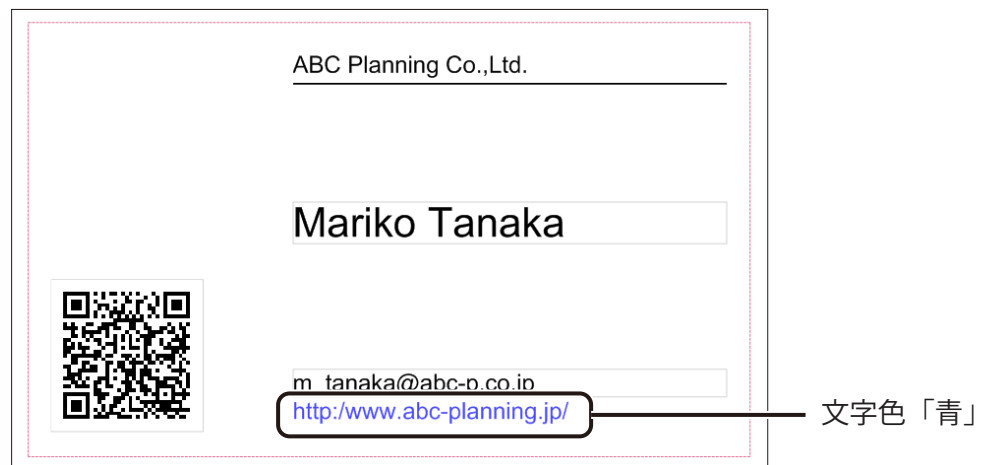 ABC Planning Co.,Ltd.
Mariko Tanaka
m_tanaka@abc-p.co.jp
http:/www.abc-planning.jp/
文字色「青」